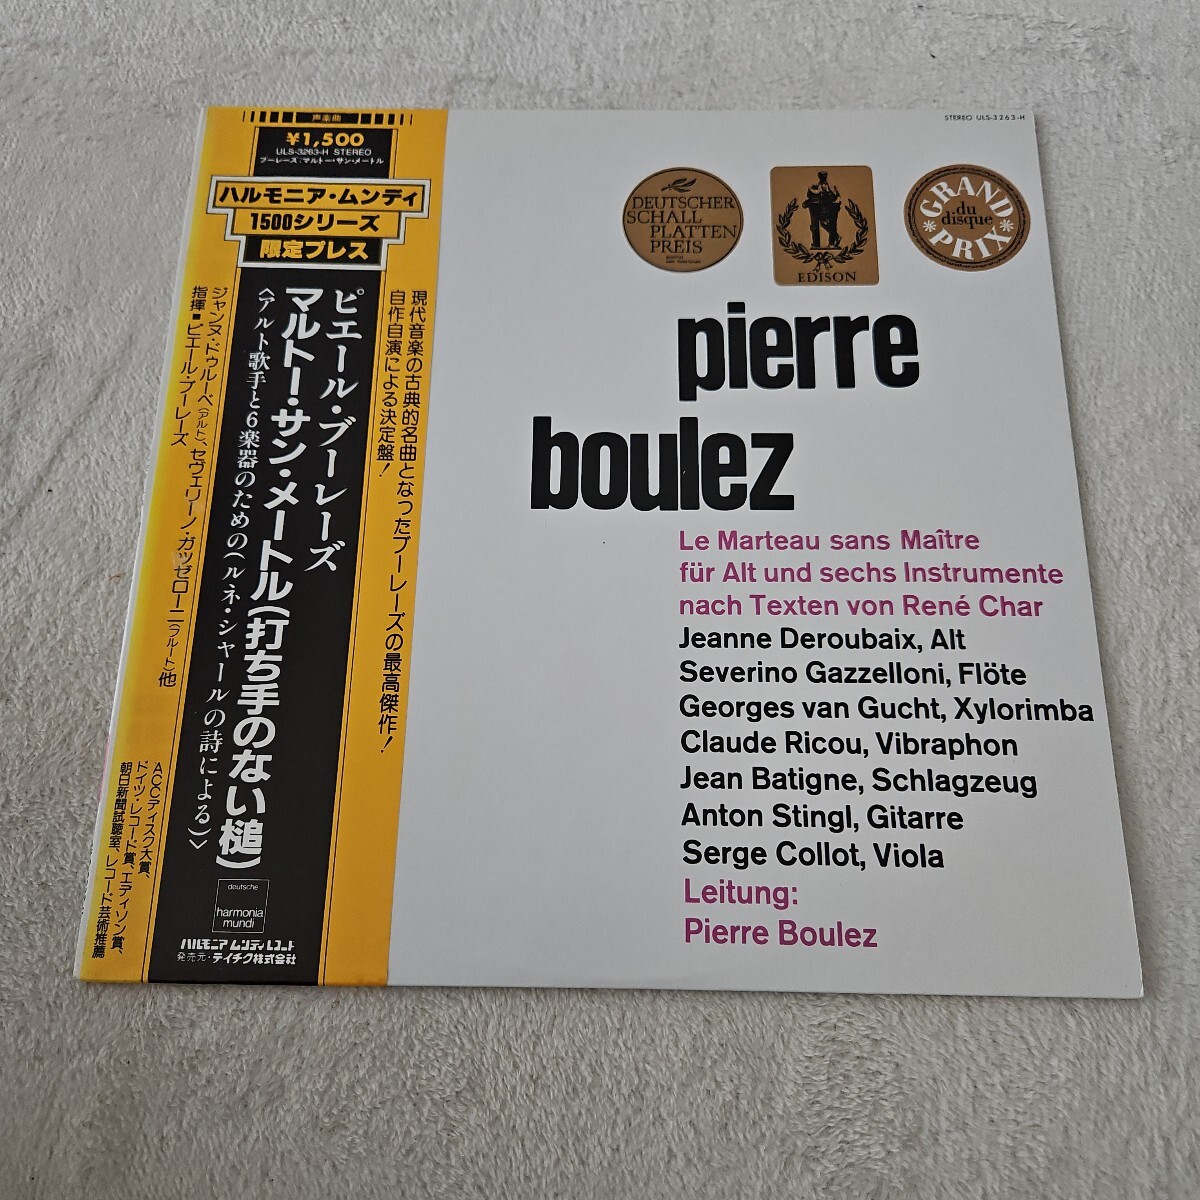 声楽曲
¥1,500
ULS-3263-H STEREO
ブーレーズ:マルトー・サン・メートル
ハルモニア・ムンディ
1500シリーズ
限定プレス
現代音楽の古典的名曲となったブーレーズの最高傑作!
自作自演による決定盤!
ピエール・ブーレーズ
マルトー・サン・メートル(打ち手のない槌)
〈アルト歌手と6楽器のための(ルネ・シャールの詩による)〉
ジャンヌ・ドゥルーベ(アルト)、セヴェリーノ・ガッゼローニ(フルート)他
指揮■ピエール・ブーレーズ
ACCディスク大賞、
ドイツ・レコード賞、エディソン賞、
朝日新聞試聴室、レコード芸術推薦
deutsche
harmonia
mundi
ハルモニア ムンディ レコード
発売元・テイチク株式会社
STEREO ULS-3263-H
DEUTSCHER
SCHALL
PLATTEN
PREIS
EDISON
GRAND
du
disque
PRIX
pierre
boulez
Le Marteau sans Maître
für Alt und sechs Instrumente
nach Texten von René Char
Jeanne Deroubaix, Alt
Severino Gazzelloni, Flöte
Georges van Gucht, Xylorimba
Claude Ricou, Vibraphon
Jean Batigne, Schlagzeug
Anton Stingl, Gitarre
Serge Collot, Viola
Leitung:
Pierre Boulez